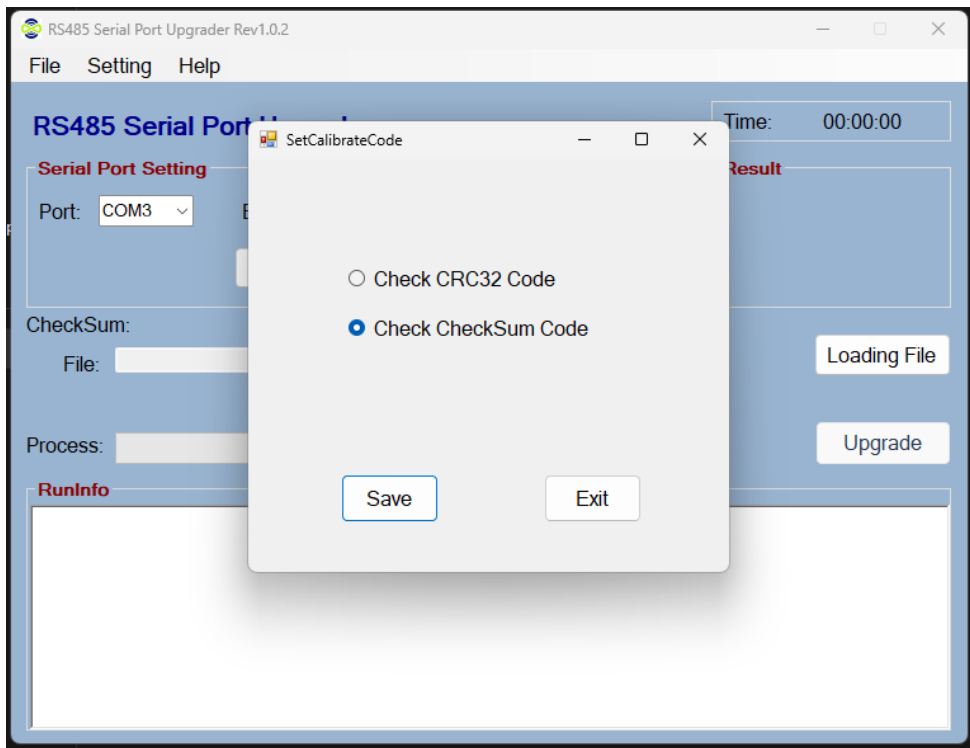 RS485 Serial Port Upgrader Rev1.0.2
File Setting Help
RS485 Serial Port
Time: 00:00:00
SetCalibrateCode
Serial Port Setting
Result
Port: COM3
Check CRC32 Code
Check CheckSum Code
CheckSum:
File:
Loading File
Process:
Upgrade
RunInfo
Save
Exit